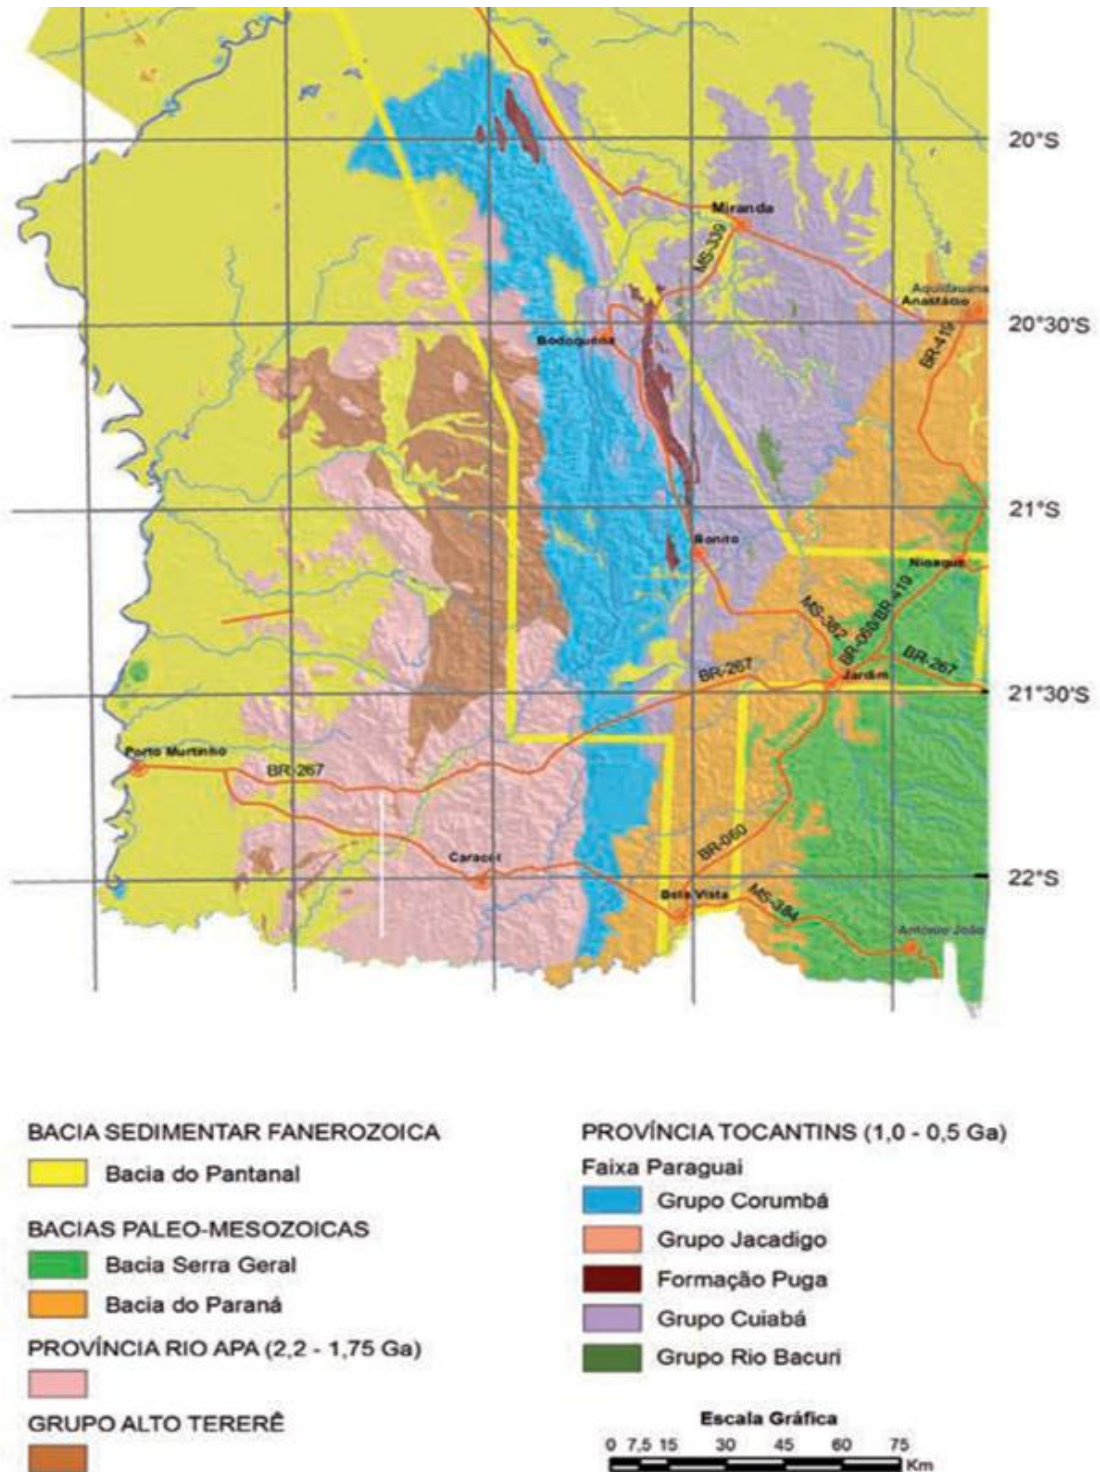 20°S
Miranda
MS-339
Aquidauana
Anastácio
20°30'S
BR-419
Bodoquena
21°S
Bonito
Nioaque
MS-382
BR-060/BR-419
BR-267
BR-267
Jardim
21°30'S
Porto Murtinho
BR-267
BR-060
Caracol
22°S
Bela Vista
MS-384
Antônio João
BACIA SEDIMENTAR FANEROZOICA
Bacia do Pantanal
BACIAS PALEO-MESOZOICAS
Bacia Serra Geral
Bacia do Paraná
PROVÍNCIA RIO APA (2,2 - 1,75 Ga)
GRUPO ALTO TERERÊ
PROVÍNCIA TOCANTINS (1,0 - 0,5 Ga)
Faixa Paraguai
Grupo Corumbá
Grupo Jacadigo
Formação Puga
Grupo Cuiabá
Grupo Rio Bacuri
Escala Gráfica
0 7,5 15 30 45 60 75
Km